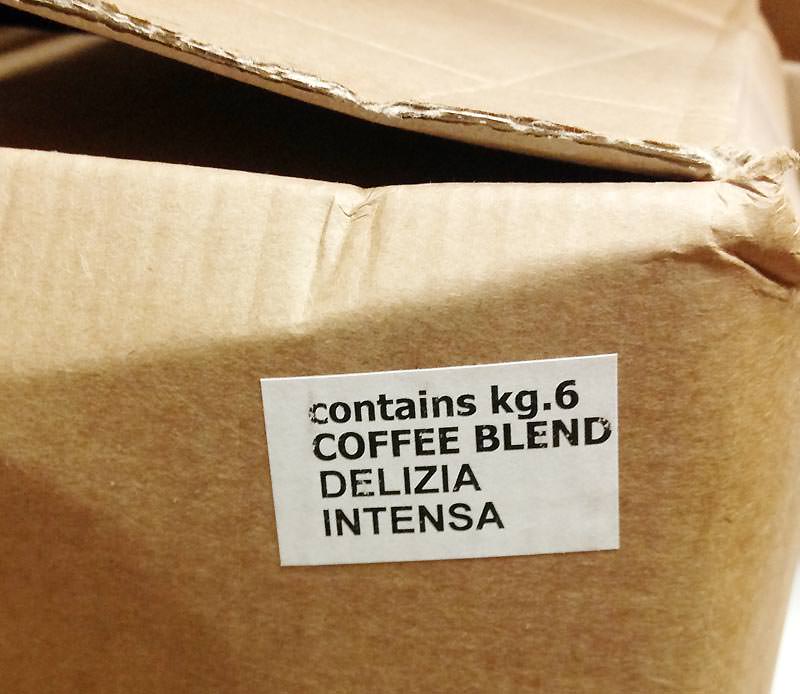 contains kg.6
COFFEE BLEND
DELIZIA
INTENSA